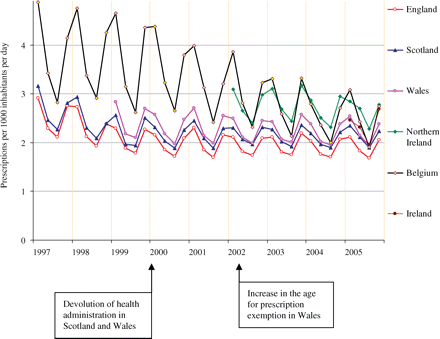 Prescriptions per 1000 inhabitants per day
4
3
2
1
0
1997 1998 1999 2000 2001 2002 2003 2004 2005
England
Scotland
Wales
Northern
Ireland
Belgium
Ireland
Devolution of health
administration in
Scotland and Wales
Increase in the age
for prescription
exemption in Wales